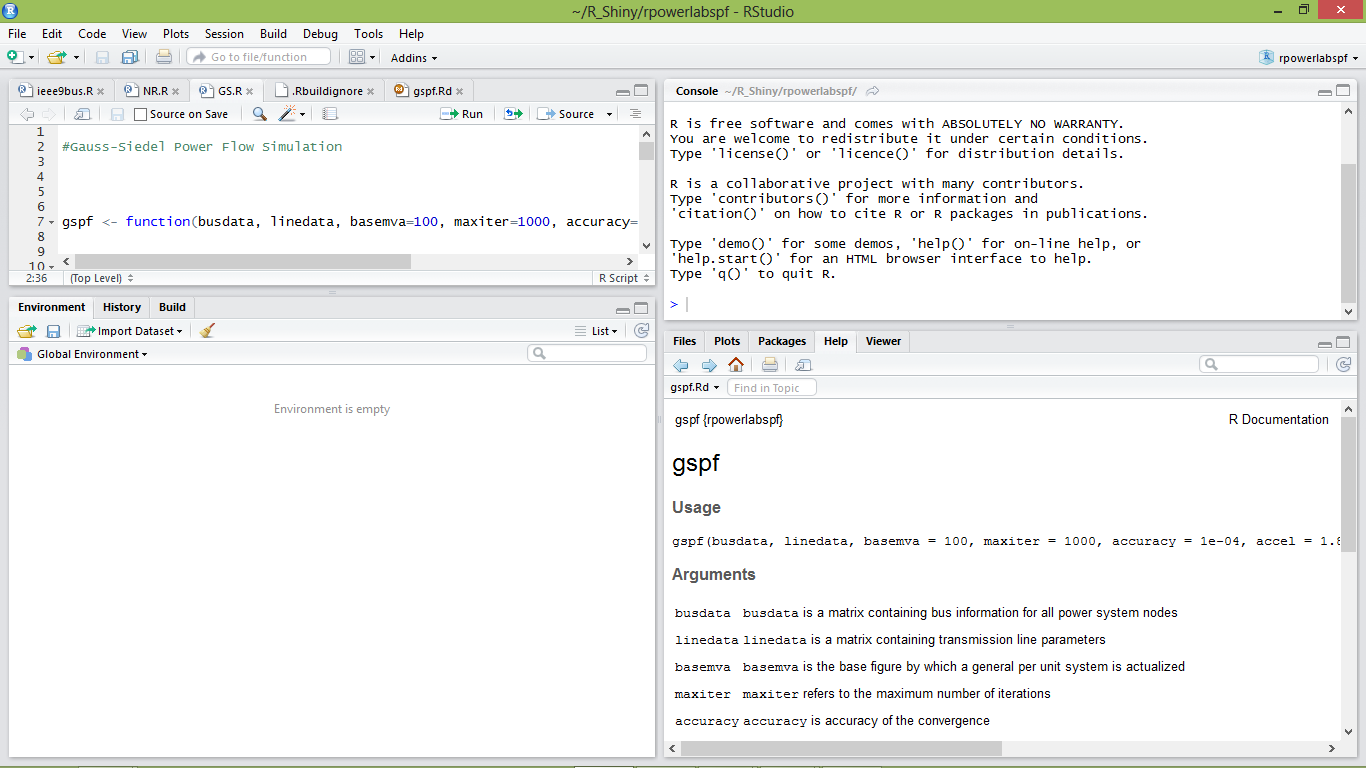 ~/R_Shiny/rpowerlabspf - RStudio
File Edit Code View Plots Session Build Debug Tools Help
Go to file/function Addins rpowerlabspf
ieee9bus.R NR.R GS.R .Rbuildignore gspf.Rd
Source on Save Run Source
1
2 #Gauss-Siedel Power Flow Simulation
3
4
5
6
7 gspf <- function(busdata, linedata, basemva=100, maxiter=1000, accuracy=
8
9
10
2:36 (Top Level) R Script
Environment History Build
Import Dataset List
Global Environment
Environment is empty
Console ~/R_Shiny/rpowerlabspf/
R is free software and comes with ABSOLUTELY NO WARRANTY.
You are welcome to redistribute it under certain conditions.
Type 'license()' or 'licence()' for distribution details.
R is a collaborative project with many contributors.
Type 'contributors()' for more information and
'citation()' on how to cite R or R packages in publications.
Type 'demo()' for some demos, 'help()' for on-line help, or
'help.start()' for an HTML browser interface to help.
Type 'q()' to quit R.
>
Files Plots Packages Help Viewer
gspf.Rd Find in Topic
gspf {rpowerlabspf} R Documentation
gspf
Usage
gspf(busdata, linedata, basemva = 100, maxiter = 1000, accuracy = 1e-04, accel = 1.8
Arguments
busdata busdata is a matrix containing bus information for all power system nodes
linedata linedata is a matrix containing transmission line parameters
basemva basemva is the base figure by which a general per unit system is actualized
maxiter maxiter refers to the maximum number of iterations
accuracy accuracy is accuracy of the convergence